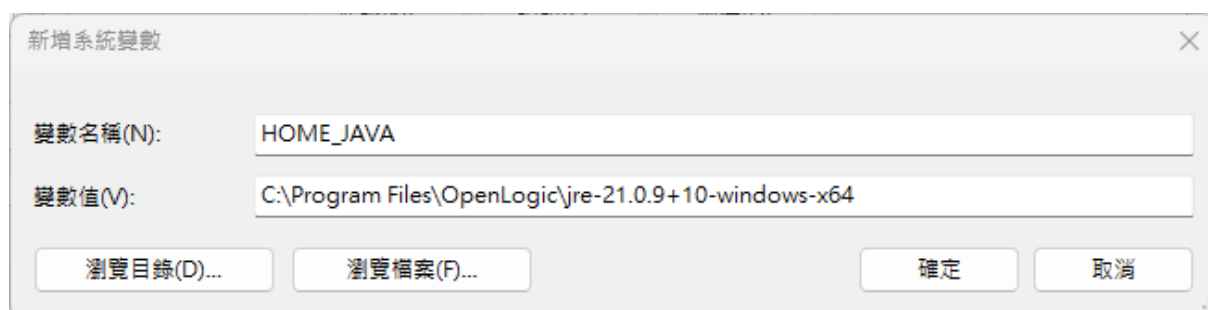 新增系統變數
變數名稱(N): HOME_JAVA
變數值(V): C:\Program Files\OpenLogic\jre-21.0.9+10-windows-x64
瀏覽目錄(D)... 瀏覽檔案(F)... 確定 取消